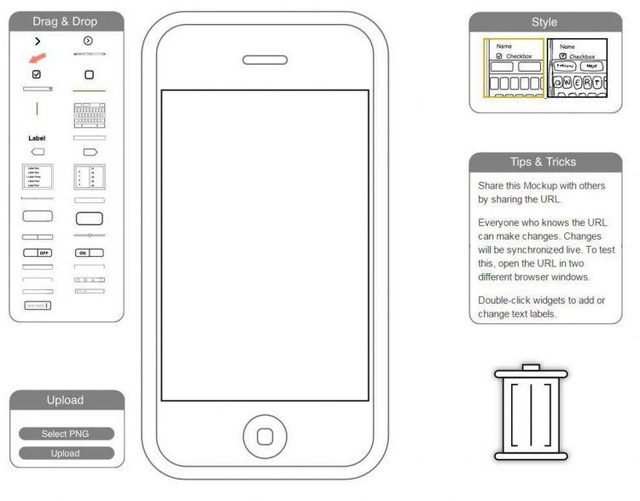 Drag & Drop
Label
OFF
ON
Upload
Select PNG
Upload
Style
Name
Checkbox
Name
Checkbox
QWERT
Tips & Tricks
Share this Mockup with others
by sharing the URL.
Everyone who knows the URL
can make changes. Changes
will be synchronized live. To test
this, open the URL in two
different browser windows.
Double-click widgets to add or
change text labels.